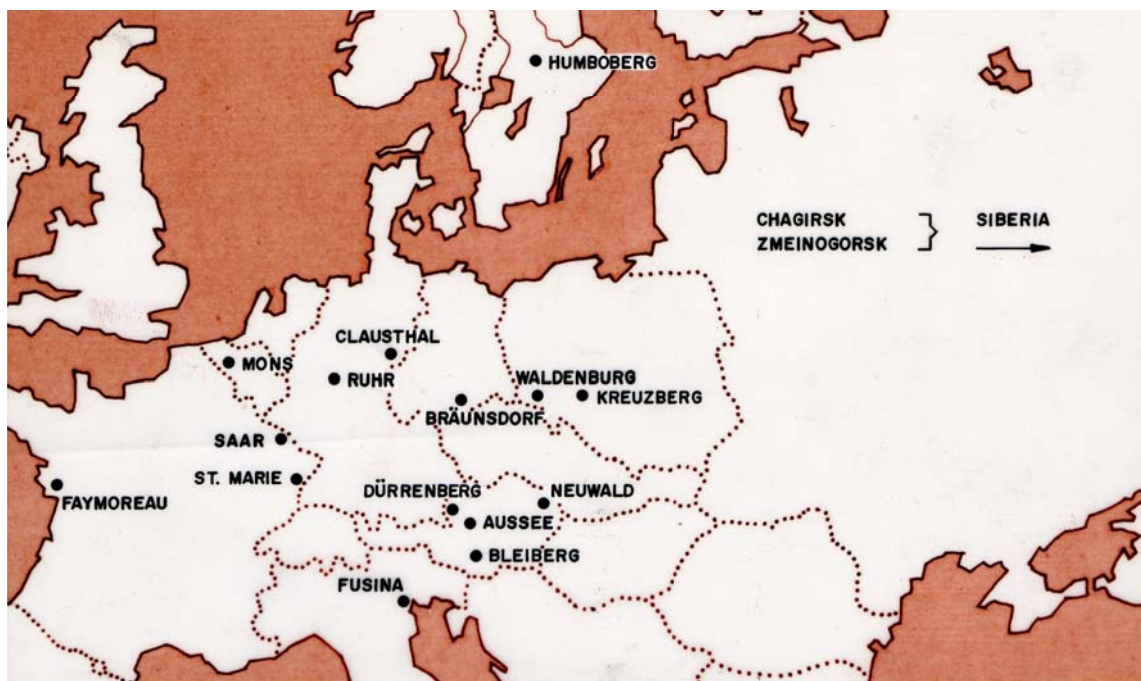 HUMBOBERG
CHAGIRSK
SIBERIA
ZMEINOGORSK
CLAUSTHAL
MONS
RUHR
WALDENBURG
KREUZBERG
BRÄUNSDORF
SAAR
ST. MARIE
FAYMOREAU
DÜRRENBERG
NEUWALD
AUSSEE
BLEIBERG
FUSINA